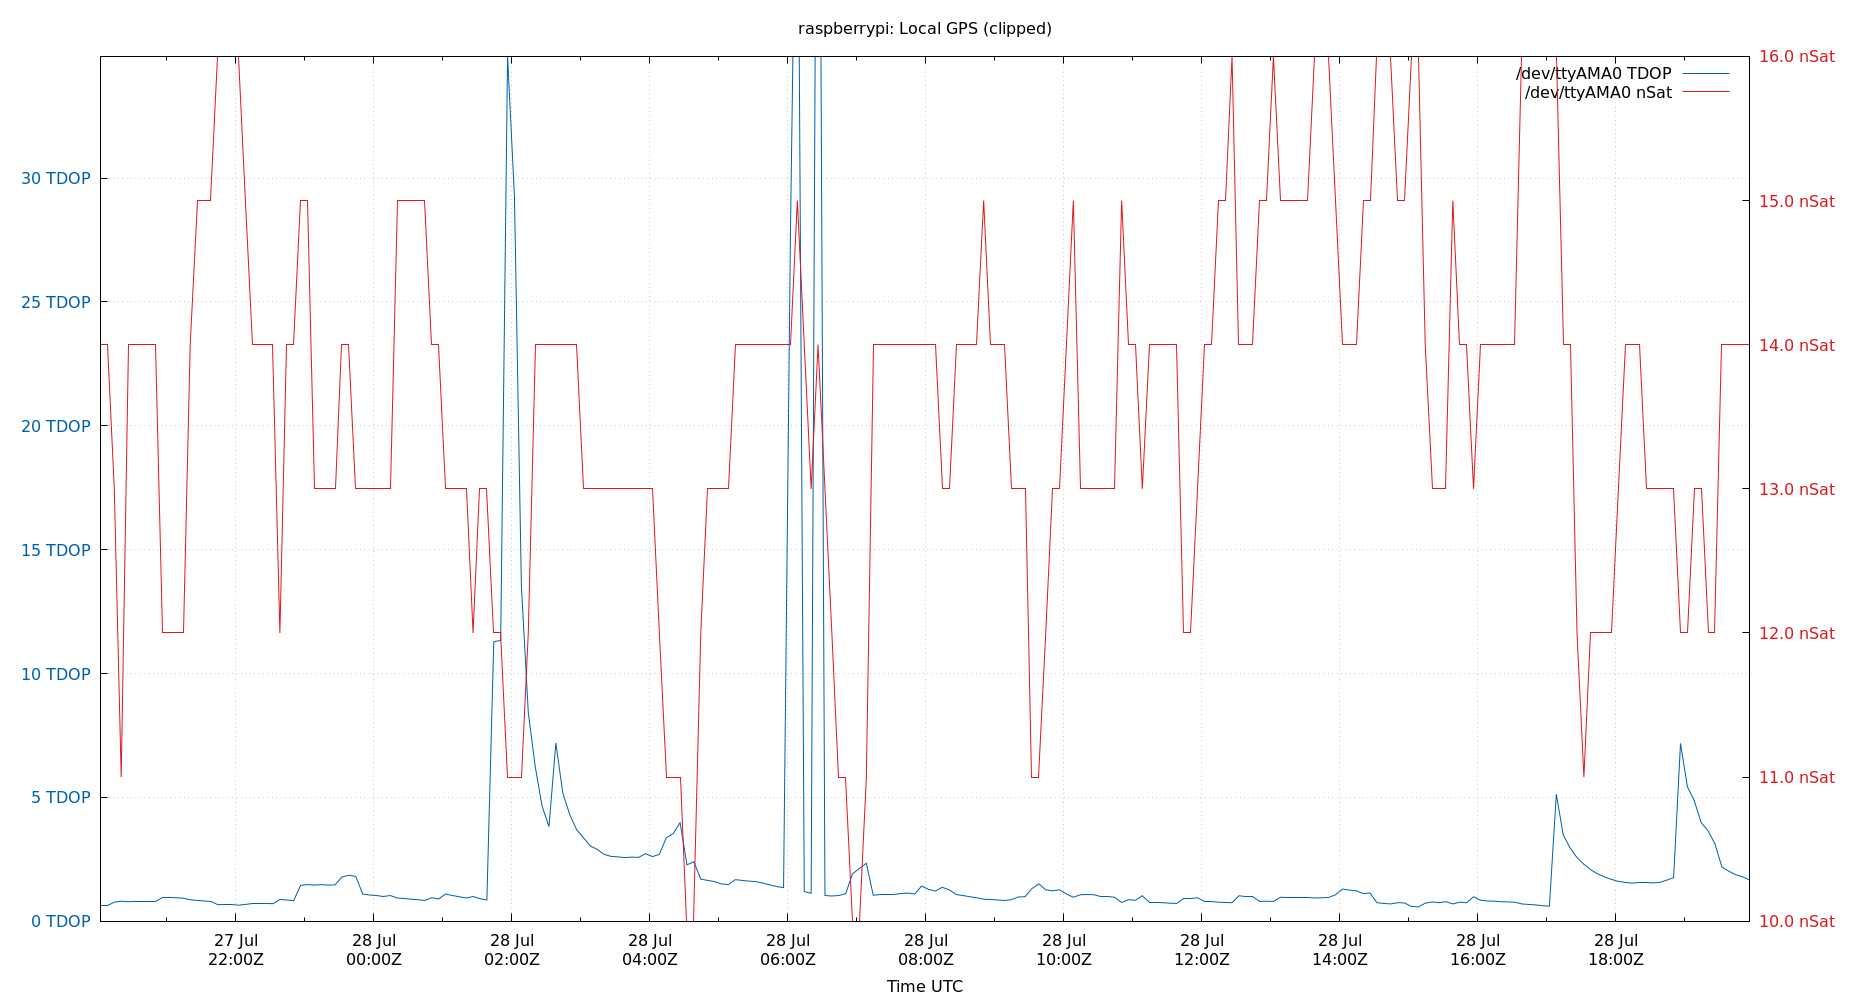 raspberrypi: Local GPS (clipped)
16.0 nSat
/dev/ttyAMA0 TDOP
/dev/ttyAMA0 nSat
30 TDOP
15.0 nSat
25 TDOP
14.0 nSat
20 TDOP
13.0 nSat
15 TDOP
12.0 nSat
10 TDOP
11.0 nSat
5 TDOP
0 TDOP
10.0 nSat
27 Jul 28 Jul 28 Jul 28 Jul 28 Jul 28 Jul 28 Jul 28 Jul 28 Jul 28 Jul 28 Jul
22:00Z 00:00Z 02:00Z 04:00Z 06:00Z 08:00Z 10:00Z 12:00Z 14:00Z 16:00Z 18:00Z
Time UTC